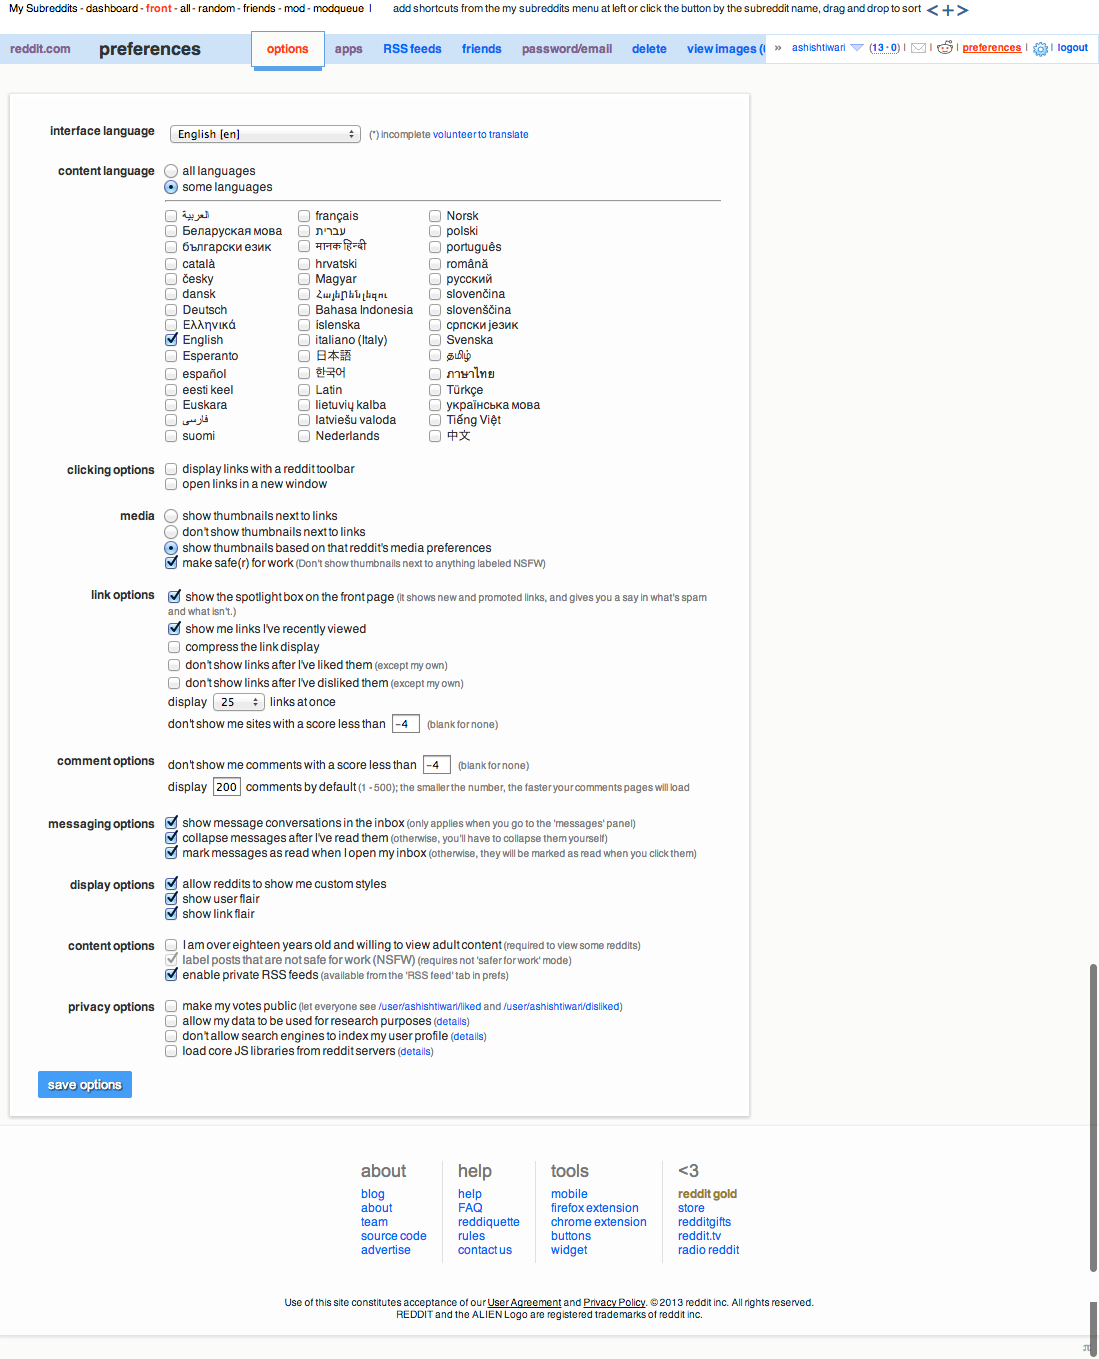 My Subreddits - dashboard - front - all - random - friends - mod - modqueue | add shortcuts from the my subreddits menu at left or click the button by the subreddit name, drag and drop to sort < + >
reddit.com preferences options apps RSS feeds friends password/email delete view images ( » ashishtiwari (13 · 0) | | | preferences | | logout
interface language English [en] (*) incomplete volunteer to translate
content language all languages
some languages
العربية français Norsk
Беларуская мова עברית polski
български език मानक हिन्दी português
català hrvatski română
česky Magyar русский
dansk Հայերեն լեզու slovenčina
Deutsch Bahasa Indonesia slovenščina
Ελληνικά íslenska српски језик
English italiano (Italy) Svenska
Esperanto 日本語 தமிழ்
español 한국어 ภาษาไทย
eesti keel Latin Türkçe
Euskara lietuvių kalba українська мова
فارسی latviešu valoda Tiếng Việt
suomi Nederlands 中文
clicking options display links with a reddit toolbar
open links in a new window
media show thumbnails next to links
don't show thumbnails next to links
show thumbnails based on that reddit's media preferences
make safe(r) for work (Don't show thumbnails next to anything labeled NSFW)
link options show the spotlight box on the front page (it shows new and promoted links, and gives you a say in what's spam
and what isn't.)
show me links I've recently viewed
compress the link display
don't show links after I've liked them (except my own)
don't show links after I've disliked them (except my own)
display 25 links at once
don't show me sites with a score less than -4 (blank for none)
comment options don't show me comments with a score less than -4 (blank for none)
display 200 comments by default (1 - 500); the smaller the number, the faster your comments pages will load
messaging options show message conversations in the inbox (only applies when you go to the 'messages' panel)
collapse messages after I've read them (otherwise, you'll have to collapse them yourself)
mark messages as read when I open my inbox (otherwise, they will be marked as read when you click them)
display options allow reddits to show me custom styles
show user flair
show link flair
content options I am over eighteen years old and willing to view adult content (required to view some reddits)
label posts that are not safe for work (NSFW) (requires not 'safer for work' mode)
enable private RSS feeds (available from the 'RSS feed' tab in prefs)
privacy options make my votes public (let everyone see /user/ashishtiwari/liked and /user/ashishtiwari/disliked)
allow my data to be used for research purposes (details)
don't allow search engines to index my user profile (details)
load core JS libraries from reddit servers (details)
save options
about help tools <3
blog help mobile reddit gold
about FAQ firefox extension store
team reddiquette chrome extension redditgifts
source code rules buttons reddit.tv
advertise contact us widget radio reddit
Use of this site constitutes acceptance of our User Agreement and Privacy Policy. © 2013 reddit inc. All rights reserved.
REDDIT and the ALIEN Logo are registered trademarks of reddit inc.
π